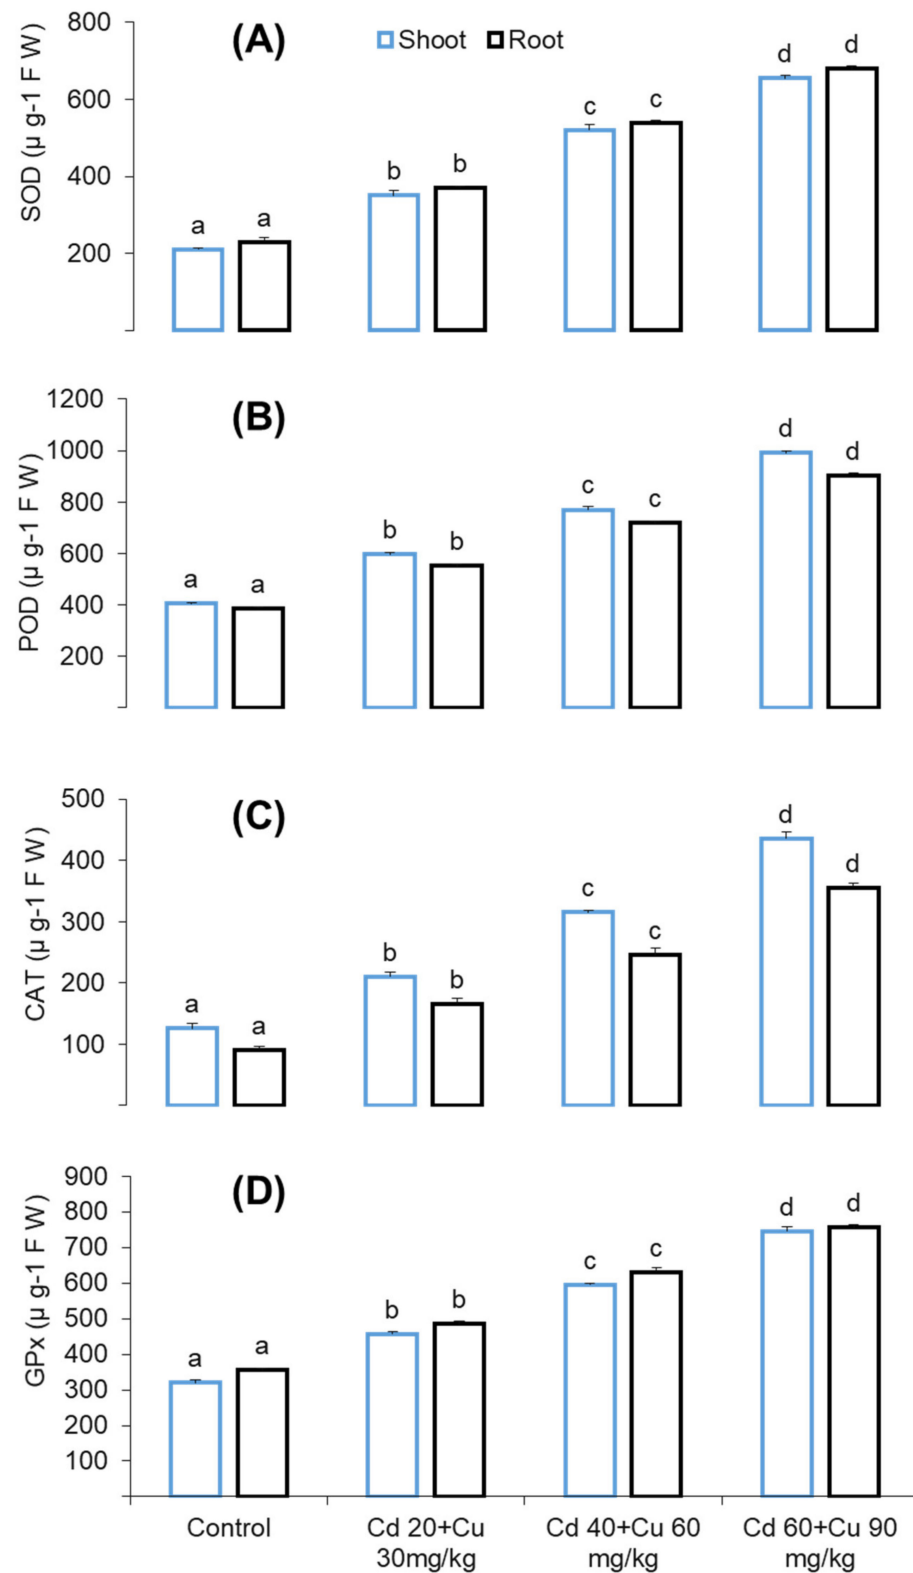 (A)
Shoot Root
SOD (µ g-1 F W)
800
600
400
200
a a b b c c d d
(B)
POD (µ g-1 F W)
1200
1000
800
600
400
200
a a b b c c d d
(C)
CAT (µ g-1 F W)
500
400
300
200
100
a a b b c c d d
(D)
GPx (µ g-1 F W)
900
800
700
600
500
400
300
200
100
a a b b c c d d
Control
Cd 20+Cu
30mg/kg
Cd 40+Cu 60
mg/kg
Cd 60+Cu 90
mg/kg